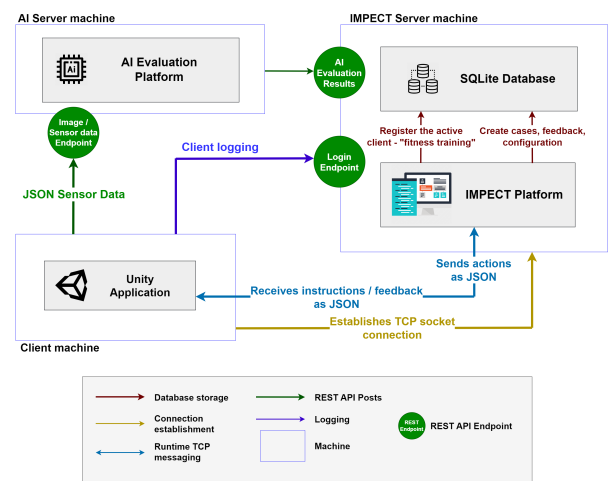 AI Server machine
IMPECT Server machine
Ai
AI Evaluation
Platform
AI
Evaluation
Results
SQLite Database
Image /
Sensor data
Endpoint
Register the active
client - "fitness training"
Create cases, feedback,
configuration
Client logging
Login
Endpoint
JSON Sensor Data
IMPECT Platform
Unity
Application
Sends actions
as JSON
Receives instructions / feedback
as JSON
Establishes TCP socket
connection
Client machine
Database storage
REST API Posts
Connection
establishment
Logging
REST
Endpoint
REST API Endpoint
Runtime TCP
messaging
Machine